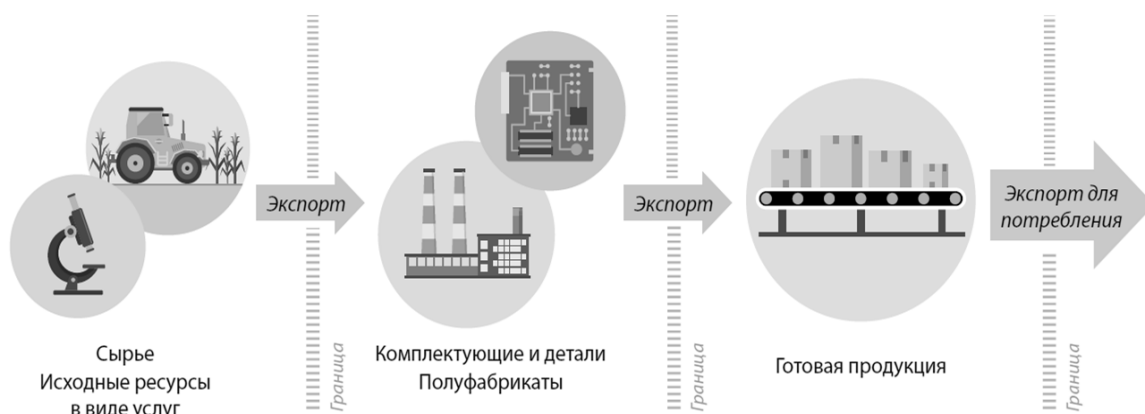 Экспорт
Экспорт
Экспорт для
потребления
Сырье
Исходные ресурсы
в виде услуг
Граница
Комплектующие и детали
Полуфабрикаты
Граница
Готовая продукция
Граница